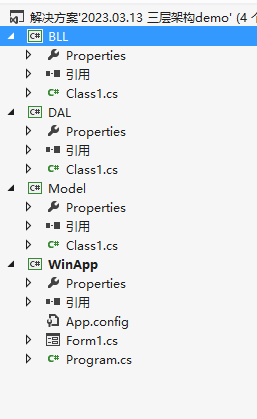 解决方案'2023.03.13 三层架构demo' (4 个
C# BLL
Properties
引用
C# Class1.cs
C# DAL
Properties
引用
C# Class1.cs
C# Model
Properties
引用
C# Class1.cs
C# WinApp
Properties
引用
App.config
Form1.cs
C# Program.cs